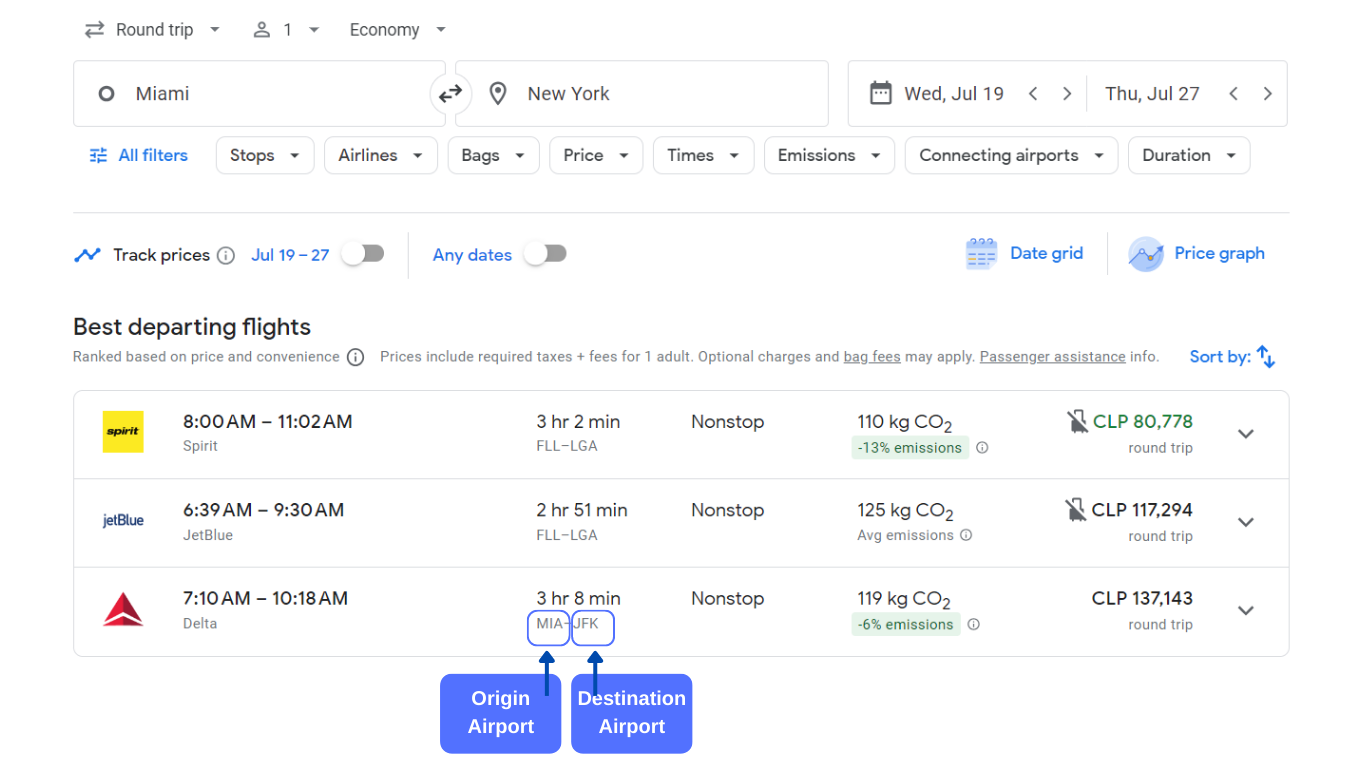 Round trip 1 Economy
Miami New York Wed, Jul 19 Thu, Jul 27
All filters Stops Airlines Bags Price Times Emissions Connecting airports Duration
Track prices Jul 19 – 27 Any dates Date grid Price graph
Best departing flights
Ranked based on price and convenience Prices include required taxes + fees for 1 adult. Optional charges and bag fees may apply. Passenger assistance info. Sort by:
spirit 8:00 AM – 11:02 AM 3 hr 2 min Nonstop 110 kg CO2 CLP 80,778
Spirit FLL–LGA -13% emissions round trip
jetBlue 6:39 AM – 9:30 AM 2 hr 51 min Nonstop 125 kg CO2 CLP 117,294
JetBlue FLL–LGA Avg emissions round trip
7:10 AM – 10:18 AM 3 hr 8 min Nonstop 119 kg CO2 CLP 137,143
Delta MIA–JFK -6% emissions round trip
Origin Airport
Destination Airport